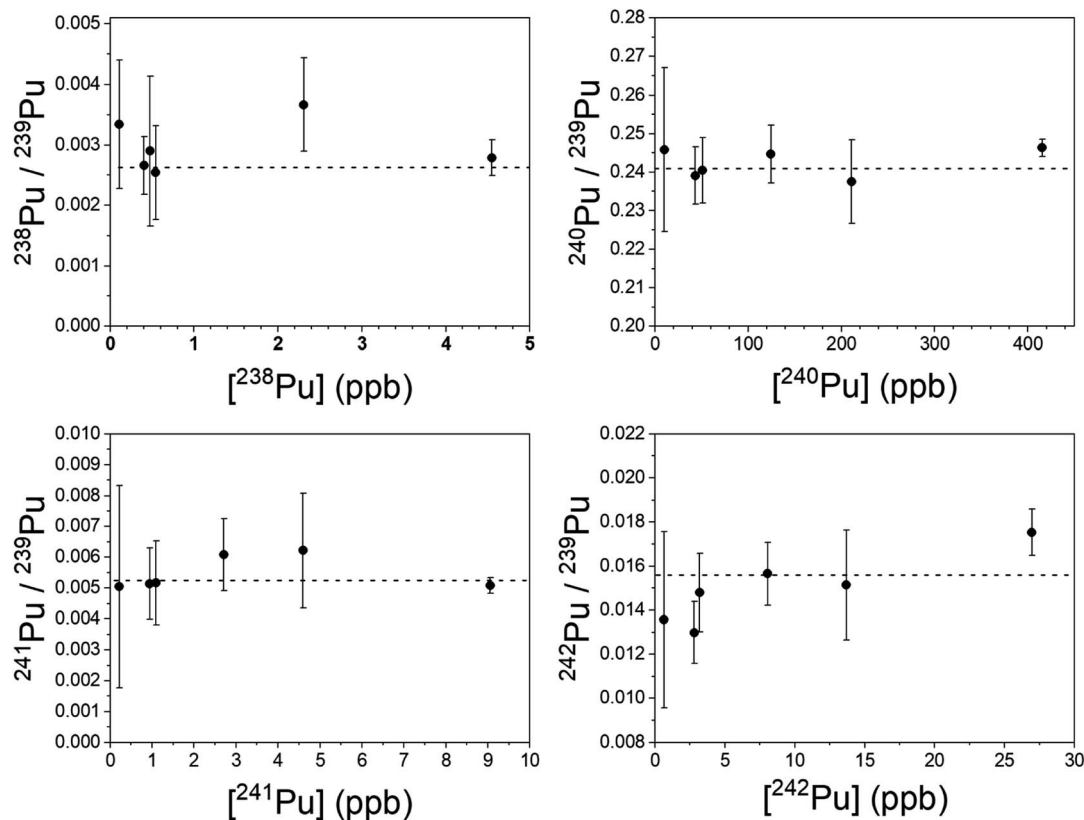 0.005
0.004
0.003
0.002
0.001
0.000
²³⁸Pu / ²³⁹Pu
0 1 2 3 4 5
[²³⁸Pu] (ppb)
0.28
0.27
0.26
0.25
0.24
0.23
0.22
0.21
0.20
²⁴⁰Pu / ²³⁹Pu
0 100 200 300 400
[²⁴⁰Pu] (ppb)
0.010
0.009
0.008
0.007
0.006
0.005
0.004
0.003
0.002
0.001
0.000
²⁴¹Pu / ²³⁹Pu
0 1 2 3 4 5 6 7 8 9 10
[²⁴¹Pu] (ppb)
0.022
0.020
0.018
0.016
0.014
0.012
0.010
0.008
²⁴²Pu / ²³⁹Pu
0 5 10 15 20 25 30
[²⁴²Pu] (ppb)